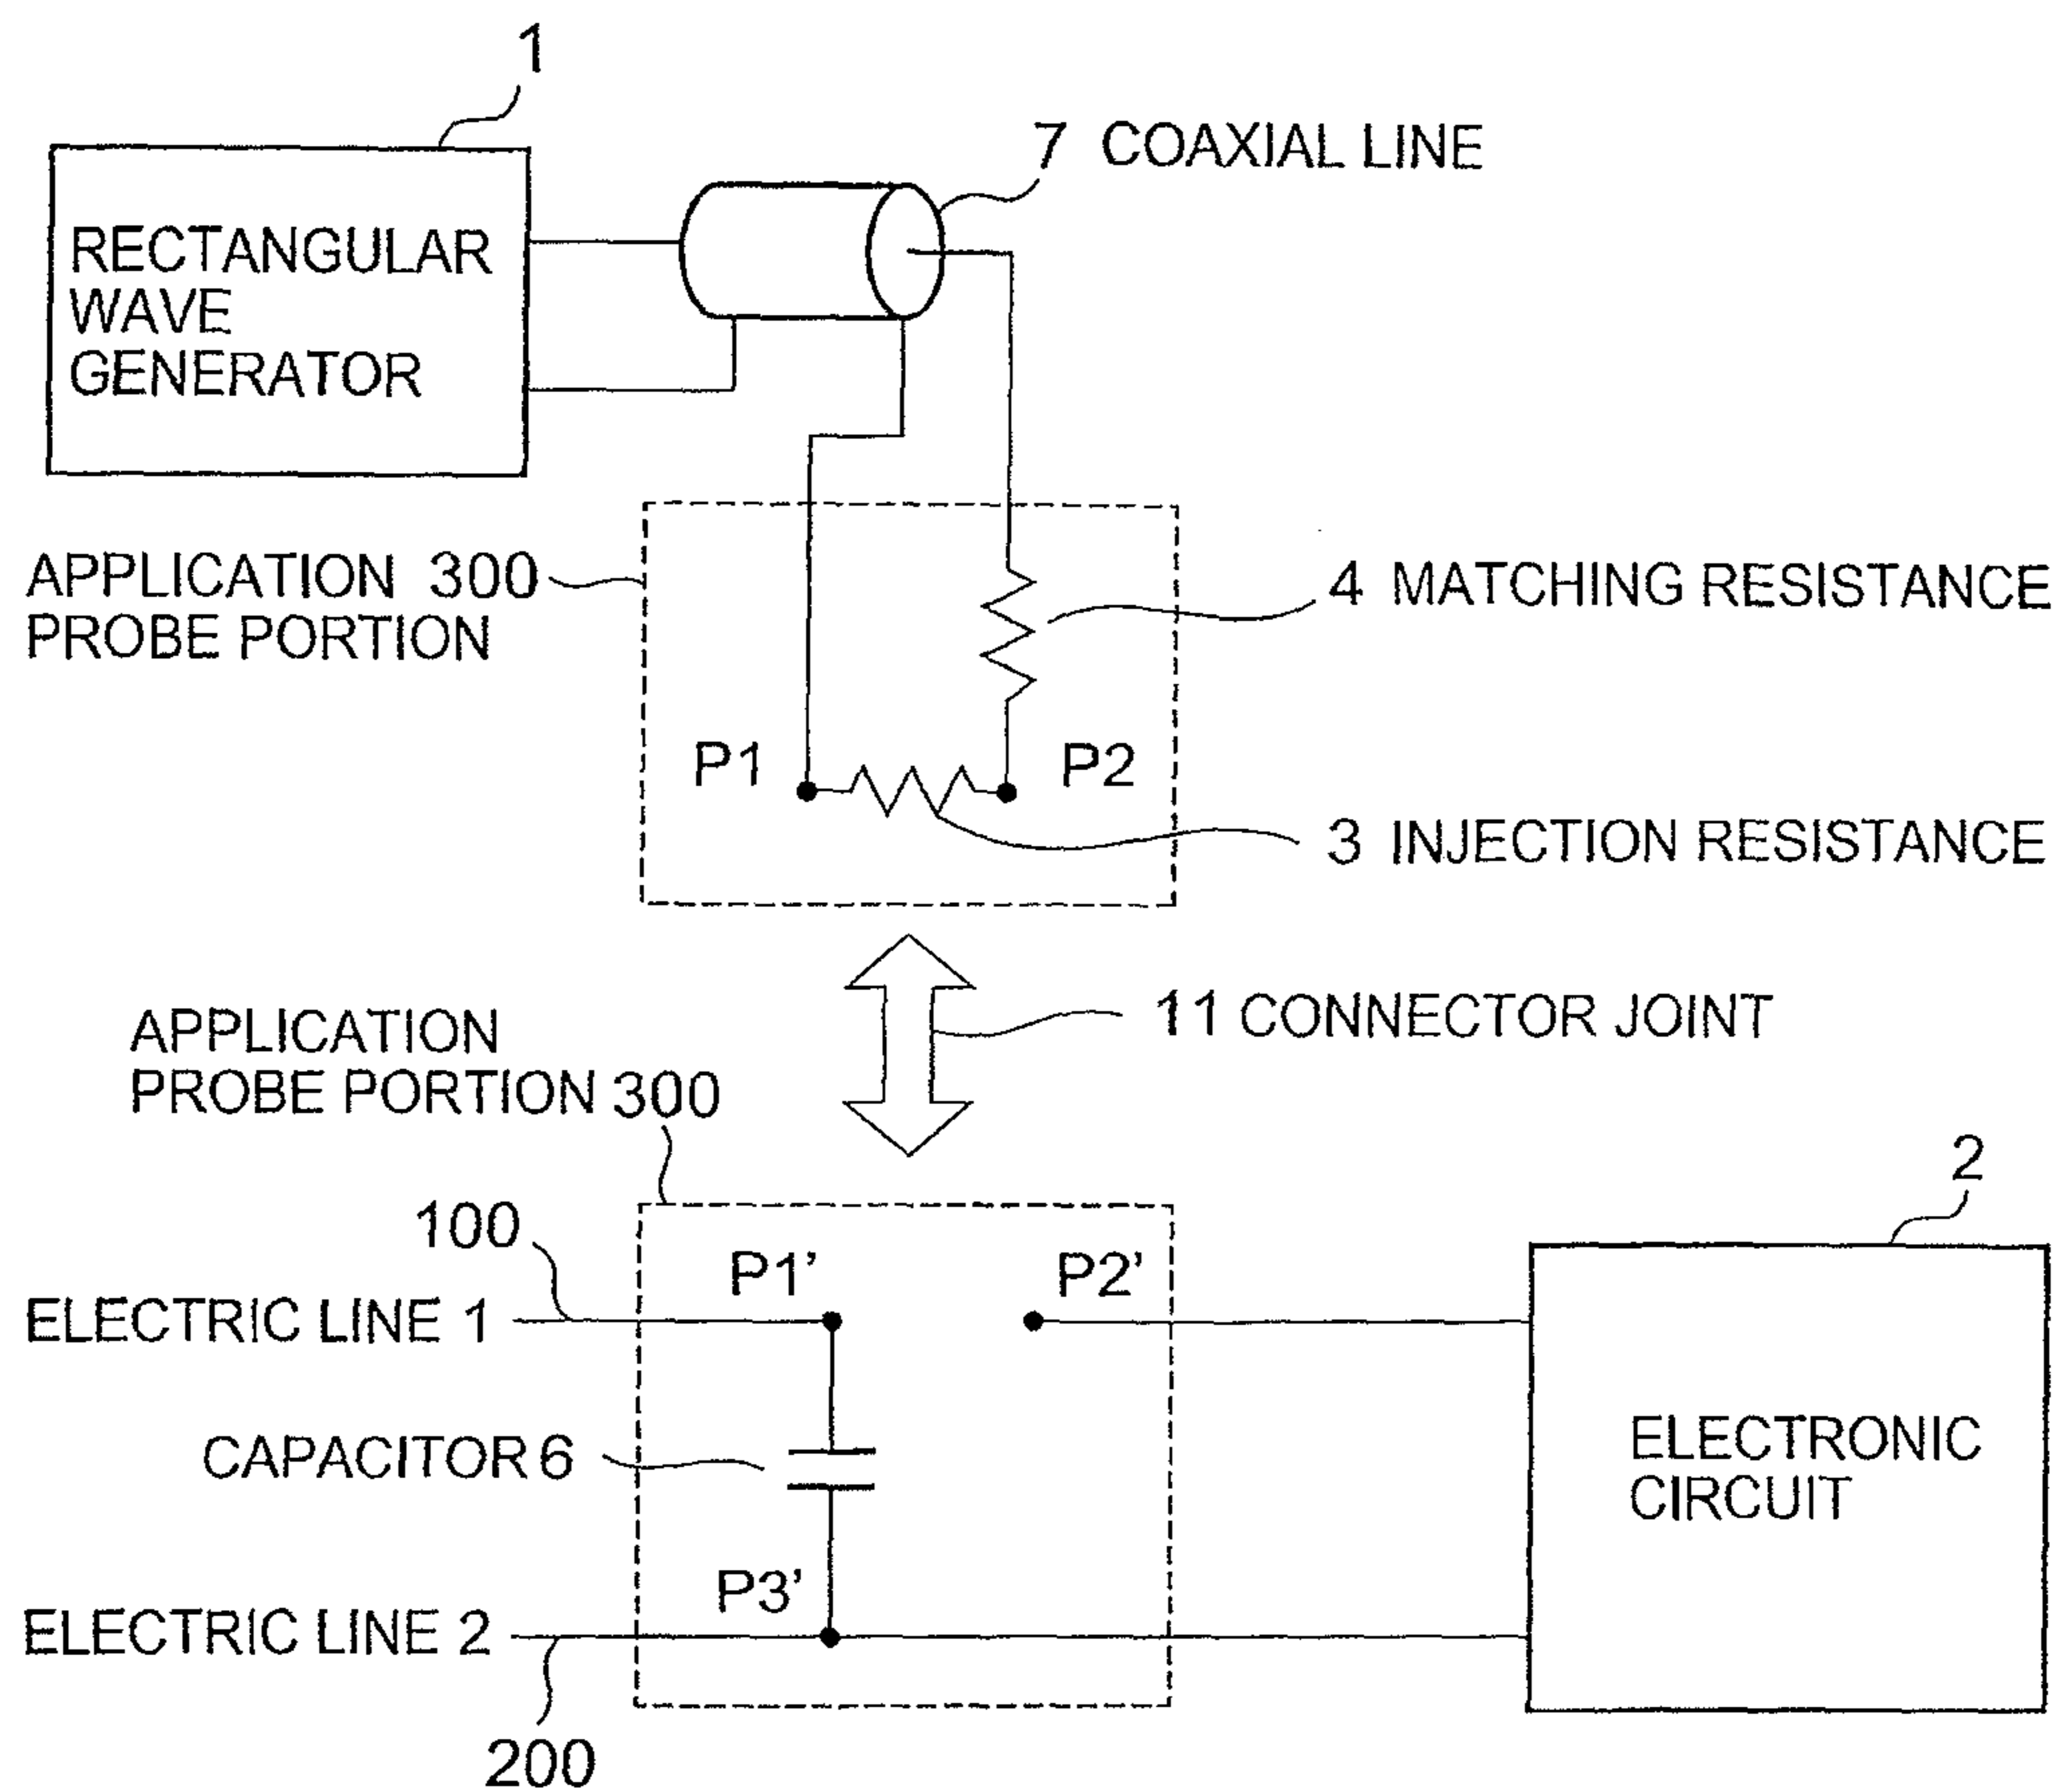 1
7 COAXIAL LINE
RECTANGULAR
WAVE
GENERATOR
APPLICATION 300
PROBE PORTION
4 MATCHING RESISTANCE
P1
P2
3 INJECTION RESISTANCE
11 CONNECTOR JOINT
APPLICATION
PROBE PORTION 300
2
100
P1’
P2’
ELECTRIC LINE 1
CAPACITOR 6
ELECTRONIC
CIRCUIT
P3’
ELECTRIC LINE 2
200